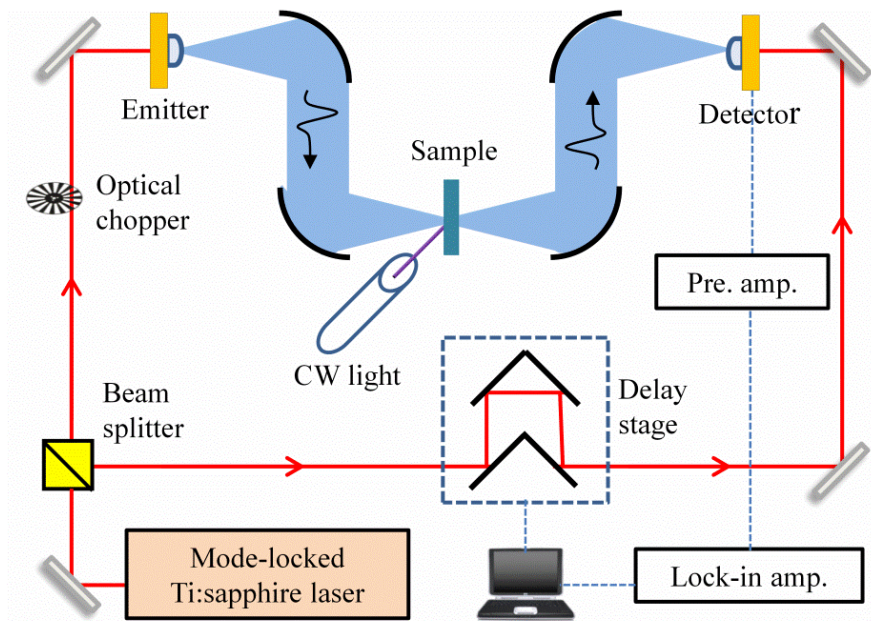 Emitter
Detector
Sample
Optical
chopper
Pre. amp.
CW light
Beam
splitter
Delay
stage
Mode-locked
Ti:sapphire laser
Lock-in amp.